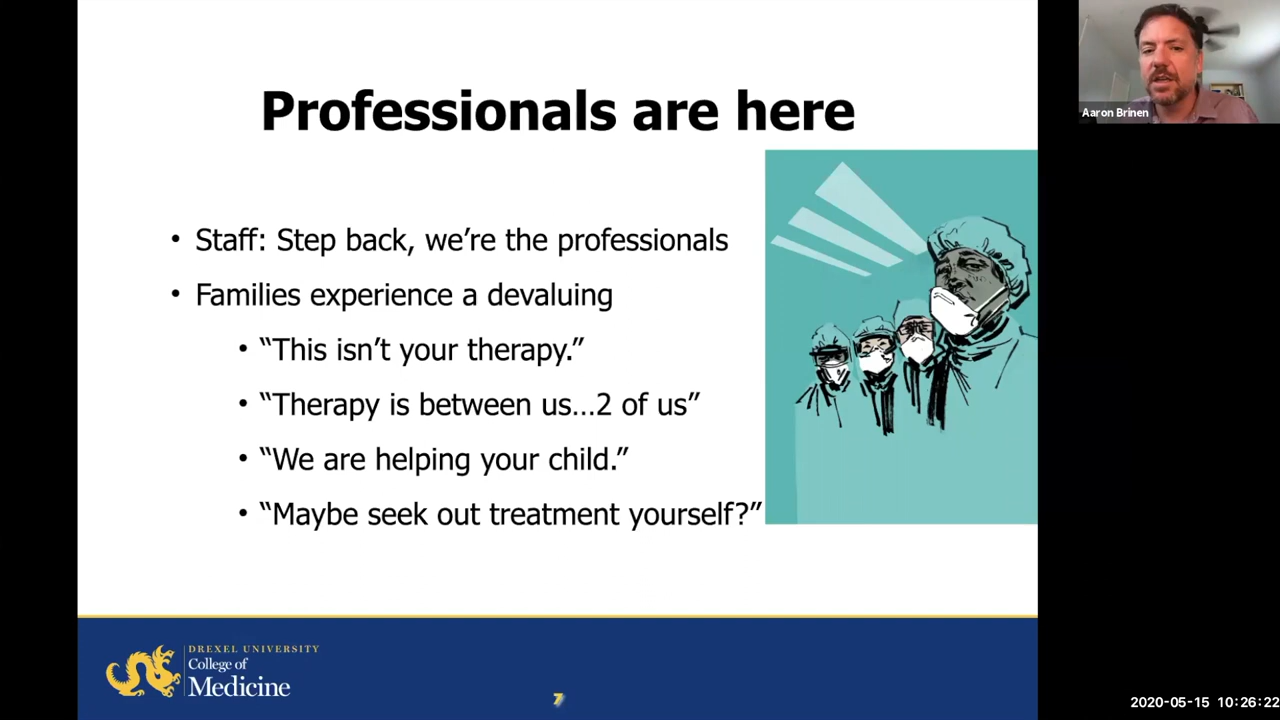 Professionals are here
• Staff: Step back, we’re the professionals
• Families experience a devaluing
• “This isn’t your therapy.”
• “Therapy is between us…2 of us”
• “We are helping your child.”
• “Maybe seek out treatment yourself?”
DREXEL UNIVERSITY
College of
Medicine
7
Aaron Brinen
2020-05-15 10:26:22